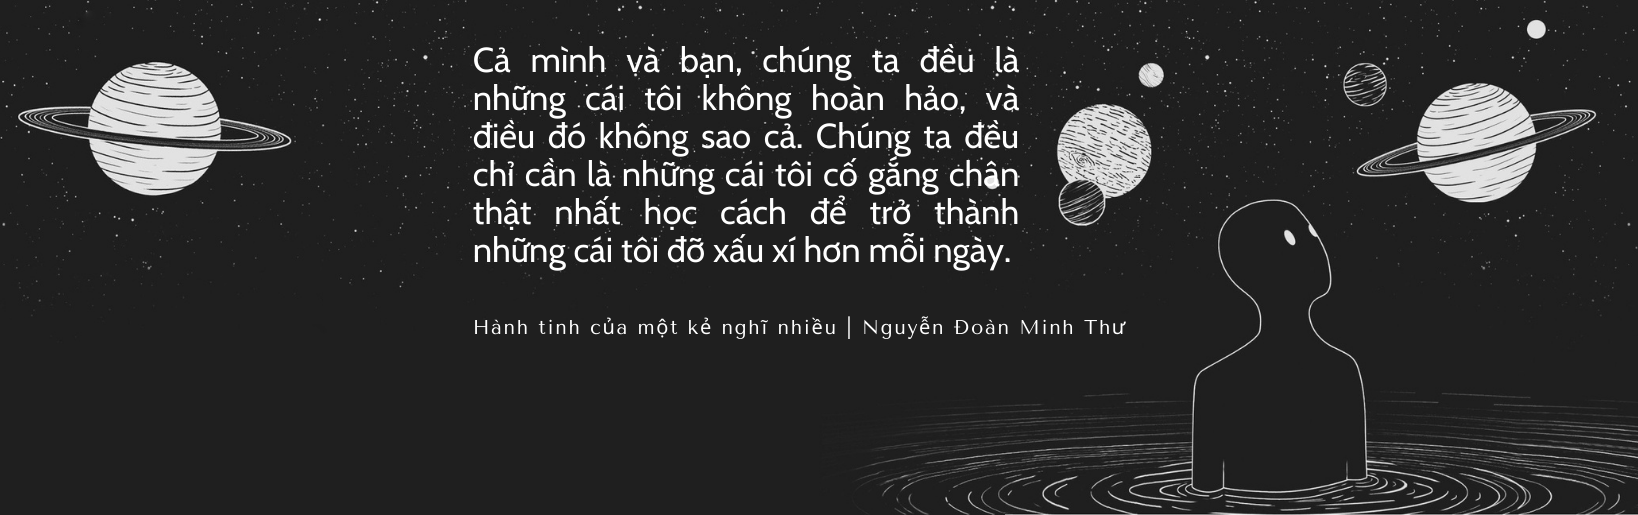 Cả mình và bạn, chúng ta đều là
những cái tôi không hoàn hảo, và
điều đó không sao cả. Chúng ta đều
chỉ cần là những cái tôi cố gắng chân
thật nhất học cách để trở thành
những cái tôi đỡ xấu xí hơn mỗi ngày.
Hành tinh của một kẻ nghĩ nhiều | Nguyễn Đoàn Minh Thư